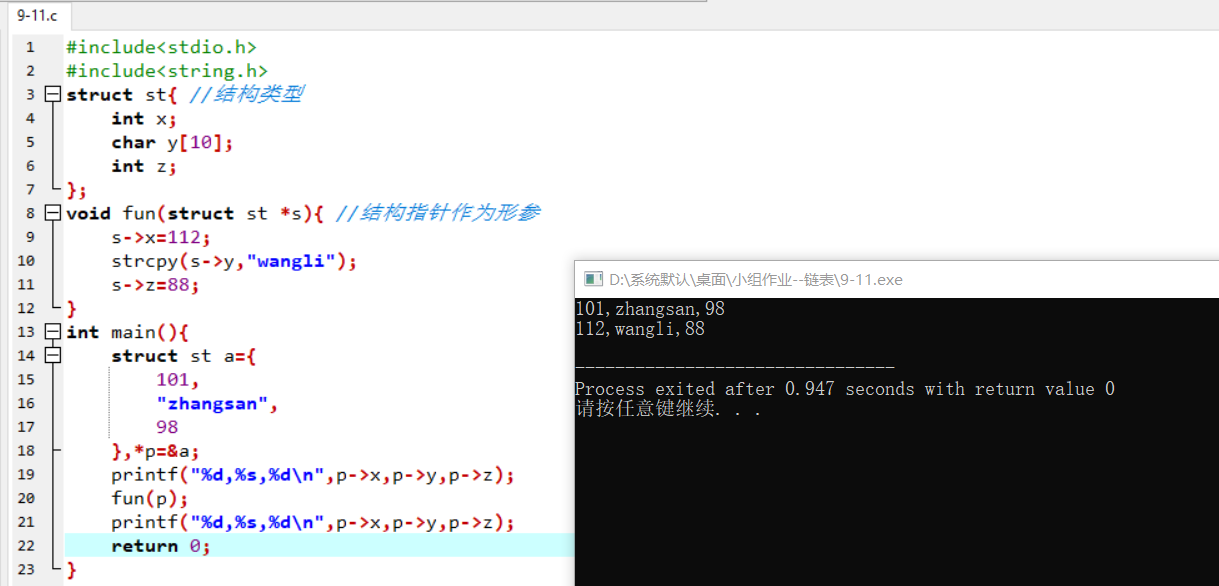 9-11.c
1 #include<stdio.h>
2 #include<string.h>
3 struct st{ //结构类型
4 int x;
5 char y[10];
6 int z;
7 };
8 void fun(struct st *s){ //结构指针作为形参
9 s->x=112;
10 strcpy(s->y,"wangli");
11 s->z=88;
12 }
13 int main(){
14 struct st a={
15 101,
16 "zhangsan",
17 98
18 },*p=&a;
19 printf("%d,%s,%d\n",p->x,p->y,p->z);
20 fun(p);
21 printf("%d,%s,%d\n",p->x,p->y,p->z);
22 return 0;
23 }
D:\系统默认\桌面\小组作业--链表\9-11.exe
101,zhangsan,98
112,wangli,88
--------------------------------
Process exited after 0.947 seconds with return value 0
请按任意键继续. . .